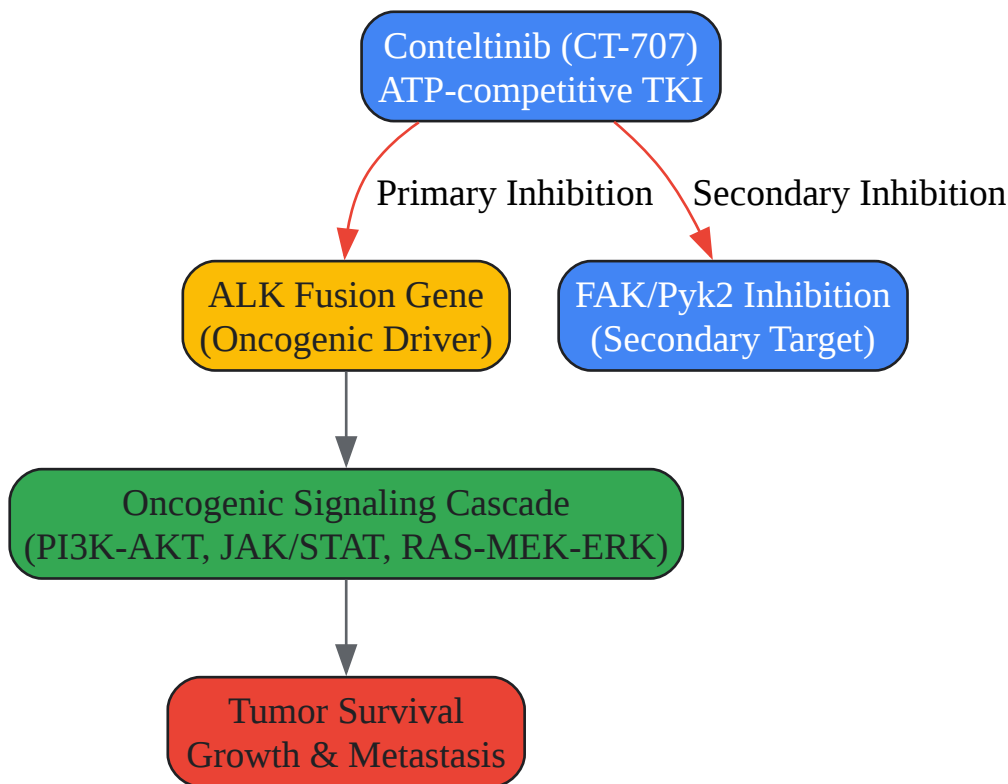 Conteltinib (CT-707)
ATP-competitive TKI
Primary Inhibition
Secondary Inhibition
ALK Fusion Gene
(Oncogenic Driver)
FAK/Pyk2 Inhibition
(Secondary Target)
Oncogenic Signaling Cascade
(PI3K-AKT, JAK/STAT, RAS-MEK-ERK)
Tumor Survival
Growth & Metastasis